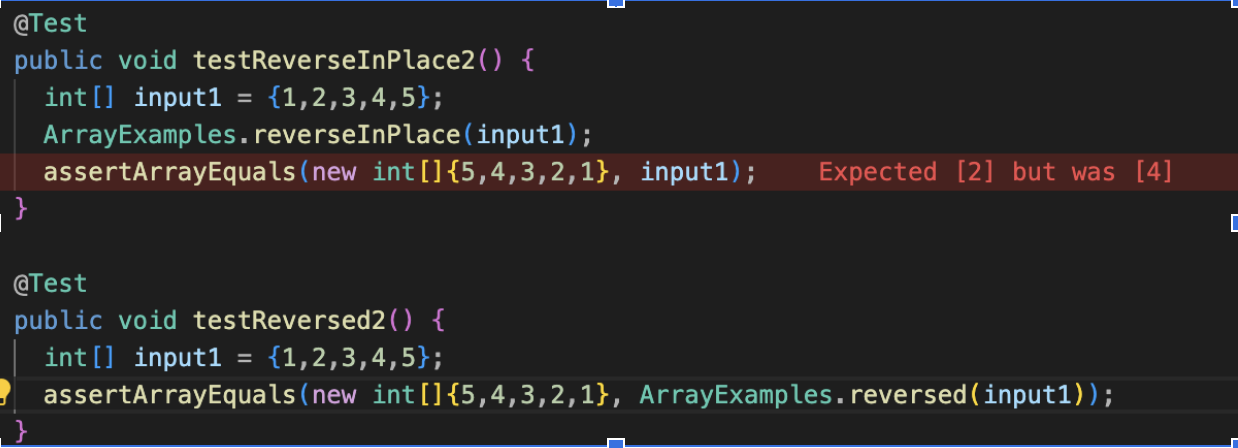 @Test
public void testReverseInPlace2() {
  int[] input1 = {1,2,3,4,5};
  ArrayExamples.reverseInPlace(input1);
  assertArrayEquals(new int[]{5,4,3,2,1}, input1);    Expected [2] but was [4]
}

@Test
public void testReversed2() {
  int[] input1 = {1,2,3,4,5};
  assertArrayEquals(new int[]{5,4,3,2,1}, ArrayExamples.reversed(input1));
}